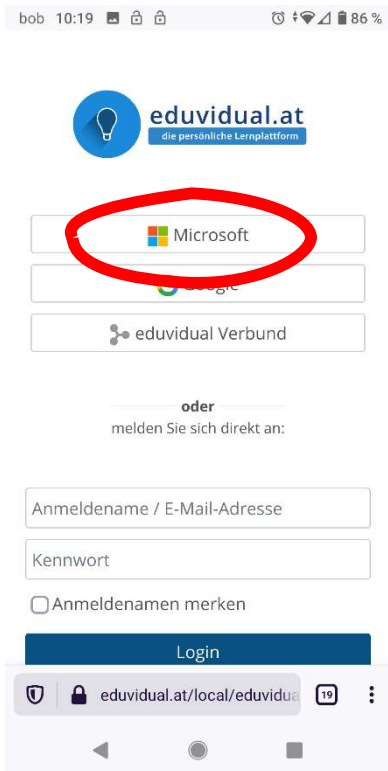 bob 10:19 86 %
eduvidual.at
die persönliche Lernplattform
Microsoft
Google
eduvidual Verbund
oder
melden Sie sich direkt an:
Anmeldename / E-Mail-Adresse
Kennwort
Anmeldenamen merken
Login
eduvidual.at/local/eduvidua 19